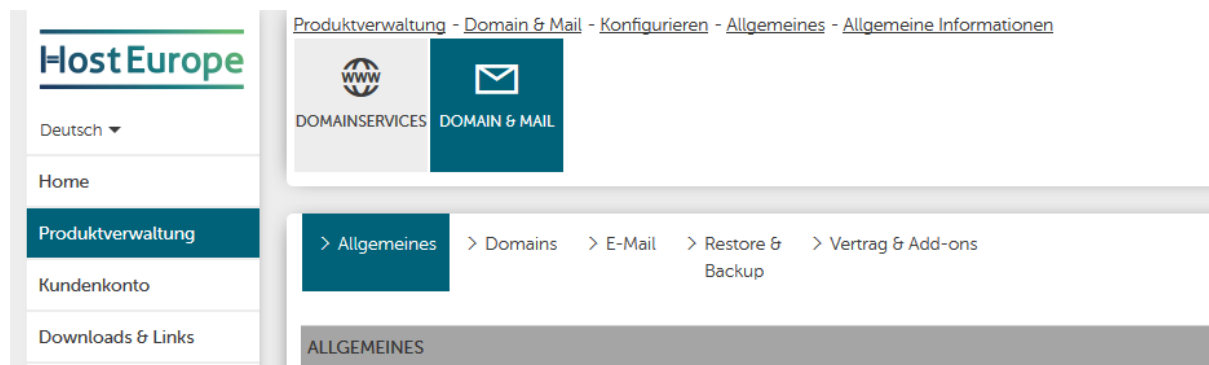 Produktverwaltung - Domain & Mail - Konfigurieren - Allgemeines - Allgemeine Informationen
HostEurope
WWW
DOMAINSERVICES
DOMAIN & MAIL
Deutsch
Home
Produktverwaltung
Kundenkonto
Downloads & Links
> Allgemeines
> Domains
> E-Mail
> Restore &
Backup
> Vertrag & Add-ons
ALLGEMEINES